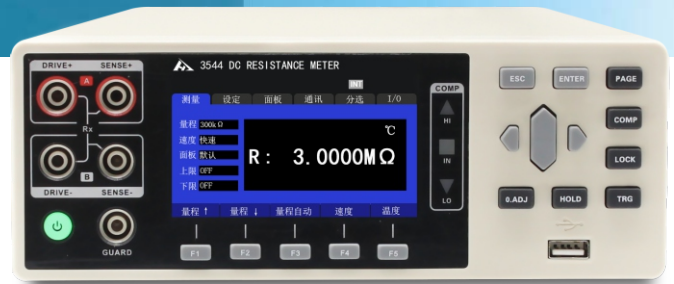 DRIVE+ SENSE+
A
Rx
B
DRIVE- SENSE-
GUARD
3544 DC RESISTANCE METER
INT
测量 设定 面板 通讯 分选 I/O
量程 300kΩ
速度 快速
面板 默认
上限 OFF
下限 OFF
℃
R: 3.0000MΩ
量程↑ 量程↓ 量程自动 速度 温度
F1 F2 F3 F4 F5
COMP
HI
IN
LO
ESC ENTER PAGE
COMP
LOCK
0.ADJ HOLD TRG